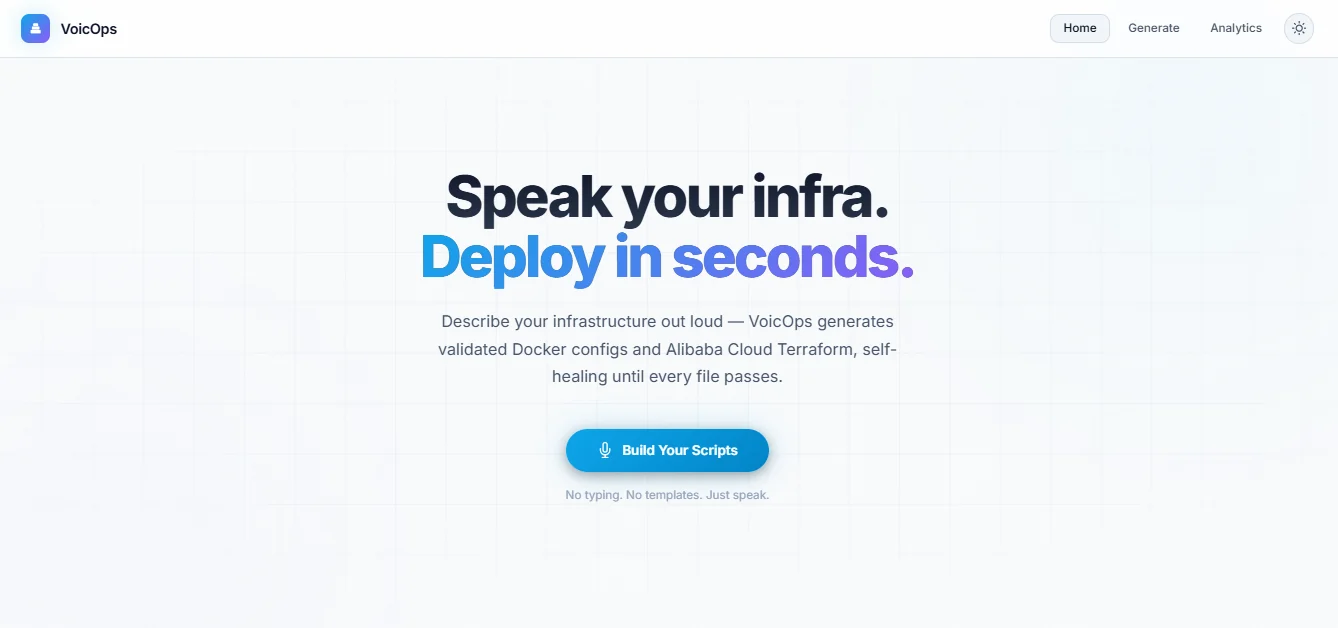 VoicOps
Home
Generate
Analytics
Speak your infra.
Deploy in seconds.
Describe your infrastructure out loud — VoicOps generates
validated Docker configs and Alibaba Cloud Terraform, self-
healing until every file passes.
Build Your Scripts
No typing. No templates. Just speak.